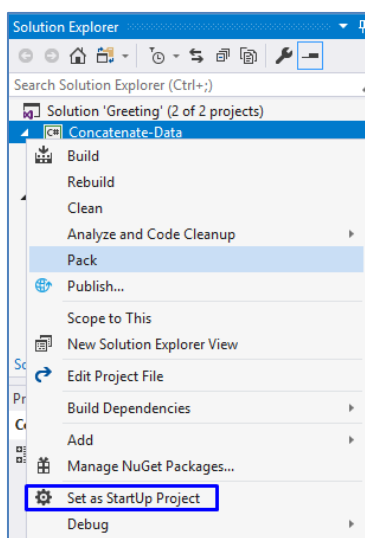 Solution Explorer
Search Solution Explorer (Ctrl+;)
Solution 'Greeting' (2 of 2 projects)
C# Concatenate-Data
Build
Rebuild
Clean
Analyze and Code Cleanup
Pack
Publish...
Scope to This
New Solution Explorer View
Edit Project File
Build Dependencies
Add
Manage NuGet Packages...
Set as StartUp Project
Debug